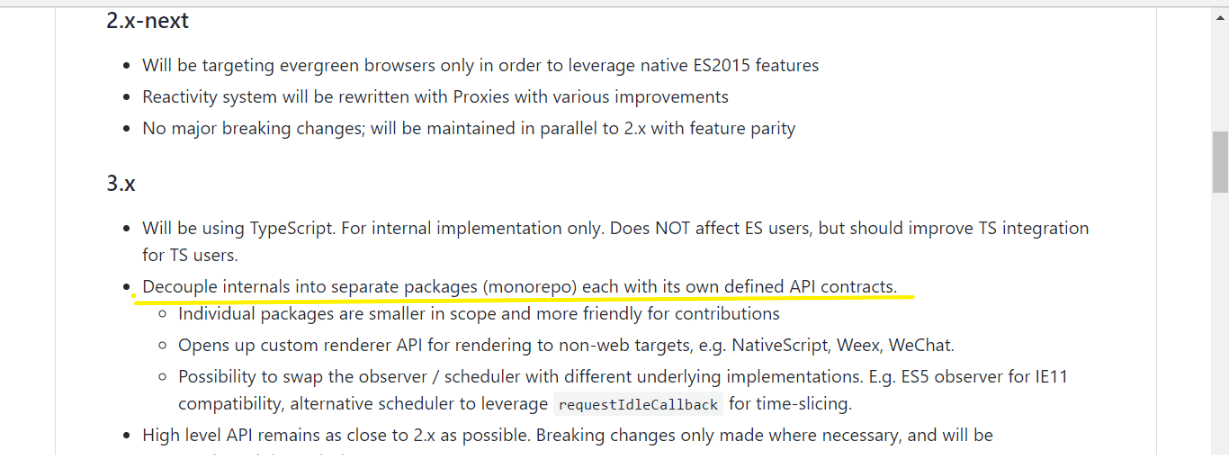 2.x-next
Will be targeting evergreen browsers only in order to leverage native ES2015 features
Reactivity system will be rewritten with Proxies with various improvements
No major breaking changes; will be maintained in parallel to 2.x with feature parity
3.x
Will be using TypeScript. For internal implementation only. Does NOT affect ES users, but should improve TS integration
for TS users.
Decouple internals into separate packages (monorepo) each with its own defined API contracts.
Individual packages are smaller in scope and more friendly for contributions
Opens up custom renderer API for rendering to non-web targets, e.g. NativeScript, Weex, WeChat.
Possibility to swap the observer / scheduler with different underlying implementations. E.g. ES5 observer for IE11
compatibility, alternative scheduler to leverage requestIdleCallback for time-slicing.
High level API remains as close to 2.x as possible. Breaking changes only made where necessary, and will be